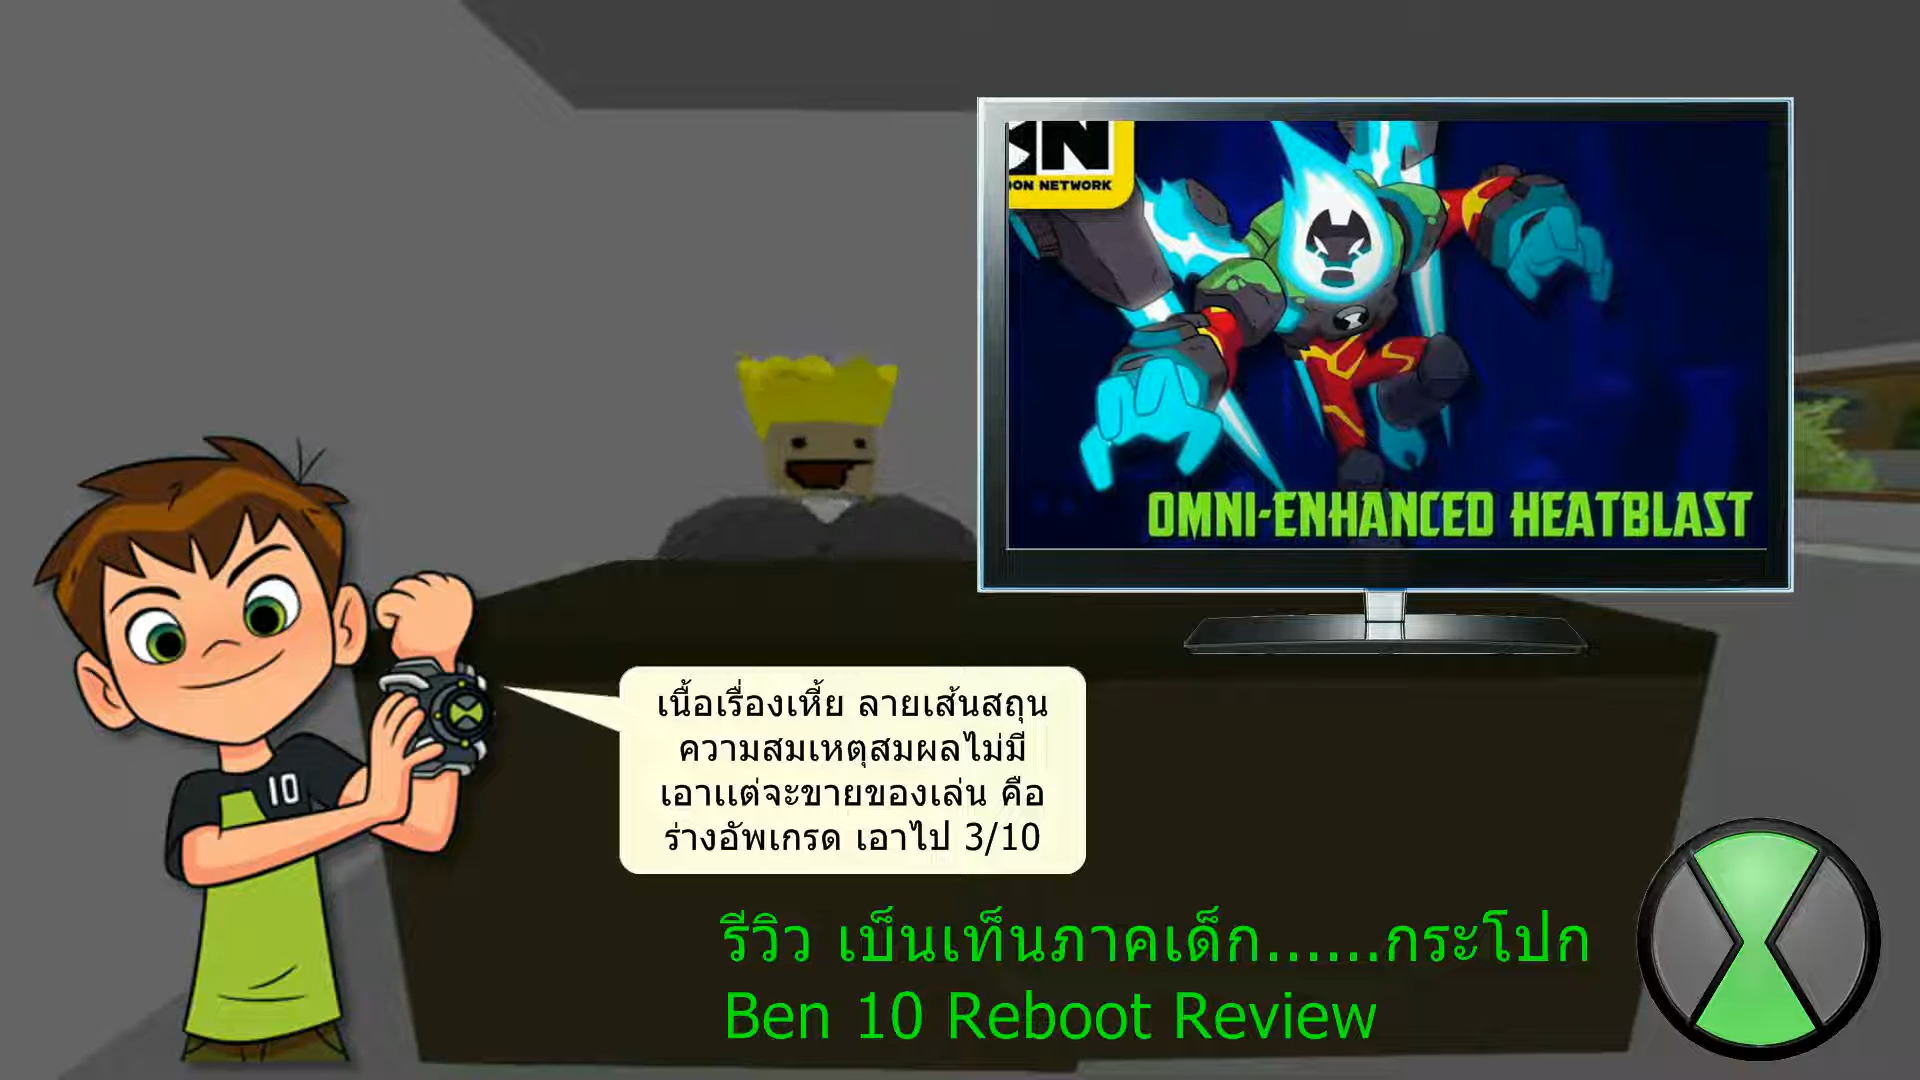 N
OON NETWORK
OMNI-ENHANCED HEATBLAST
10
เนื้อเรื่องเหี้ย ลายเส้นสถุน
ความสมเหตุสมผลไม่มี
เอาแต่จะขายของเล่น คือ
ร่างอัพเกรด เอาไป 3/10
รีวิว เบ็นเท็นภาคเด็ก......กระโปก
Ben 10 Reboot Review